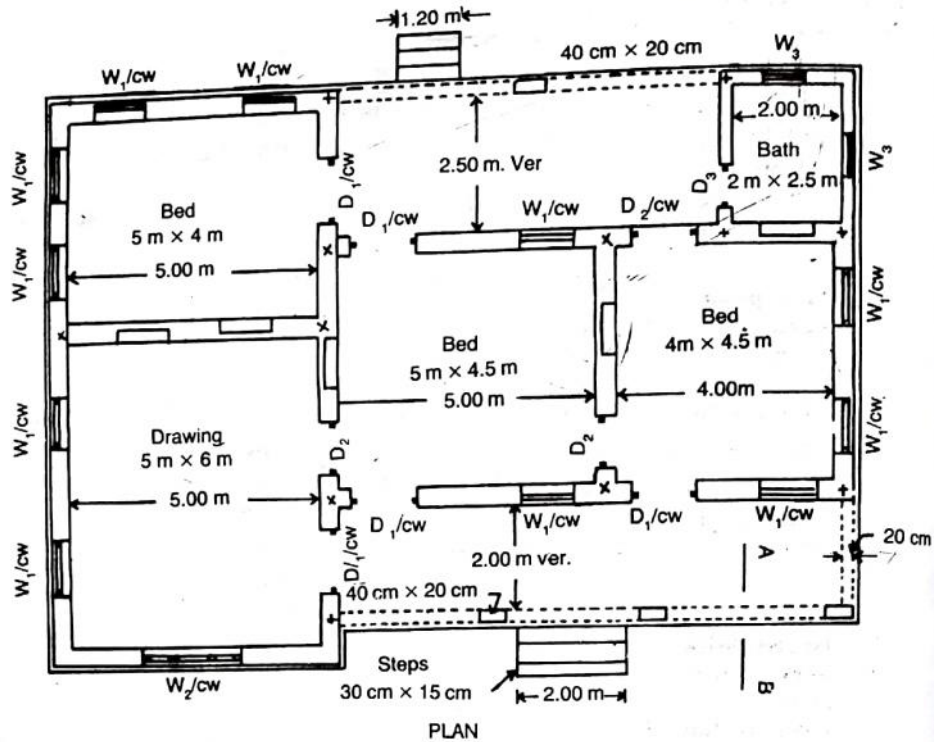 1.20 m
40 cm × 20 cm
W3
W1/cw
W1/cw
2.00 m
Bath
2 m × 2.5 m
W3
2.50 m. Ver
D1/cw
D3
W1/cw
Bed
5 m × 4 m
5.00 m
D1/cw
W1/cw
D2/cw
W1/cw
W1/cw
Bed
5 m × 4.5 m
5.00 m
Bed
4m × 4.5 m
4.00m
W1/cw
Drawing
5 m × 6 m
5.00 m
D2
D2
W1/cw
W1/cw
D1/cw
W1/cw
D1/cw
W1/cw
20 cm
2.00 m ver.
A
W1/cw
D/1/cw
40 cm × 20 cm
Steps
30 cm × 15 cm
2.00 m
B
W2/cw
PLAN